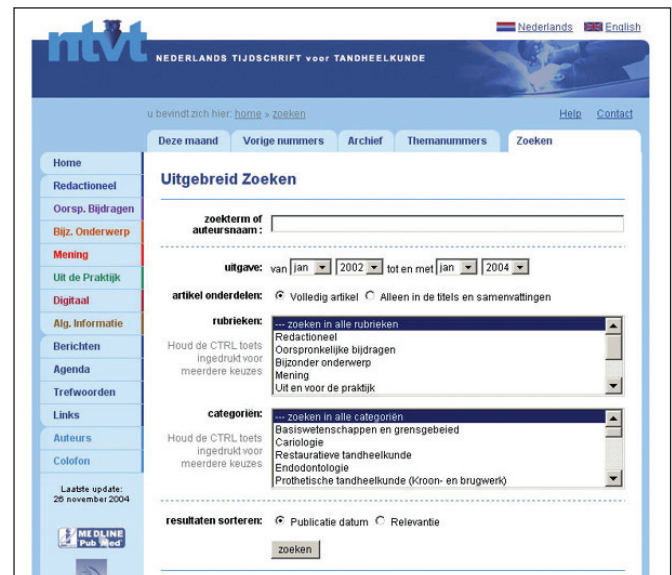 Nederlands English
ntvt
NEDERLANDS TIJDSCHRIFT voor TANDHEELKUNDE
u bevindt zich hier: home » zoeken
Help Contact
Deze maand Vorige nummers Archief Themanummers Zoeken
Home
Redactioneel
Oorsp. Bijdragen
Bijz. Onderwerp
Mening
Uit de Praktijk
Digitaal
Alg. Informatie
Berichten
Agenda
Trefwoorden
Links
Auteurs
Colofon
Laatste update:
26 november 2004
MEDLINE
Pub Med
Uitgebreid Zoeken
zoekterm of
auteursnaam :
uitgave: van jan 2002 tot en met jan 2004
artikel onderdelen: Volledig artikel Alleen in de titels en samenvattingen
rubrieken:
Houd de CTRL toets
ingedrukt voor
meerdere keuzes
--- zoeken in alle rubrieken
Redactioneel
Oorspronkelijke bijdragen
Bijzonder onderwerp
Mening
Uit en voor de praktijk
categoriën:
Houd de CTRL toets
ingedrukt voor
meerdere keuzes
--- zoeken in alle categoriën
Basiswetenschappen en grensgebied
Cariologie
Restauratieve tandheelkunde
Endodontologie
Prothetische tandheelkunde (Kroon- en brugwerk)
resultaten sorteren: Publicatie datum Relevantie
zoeken